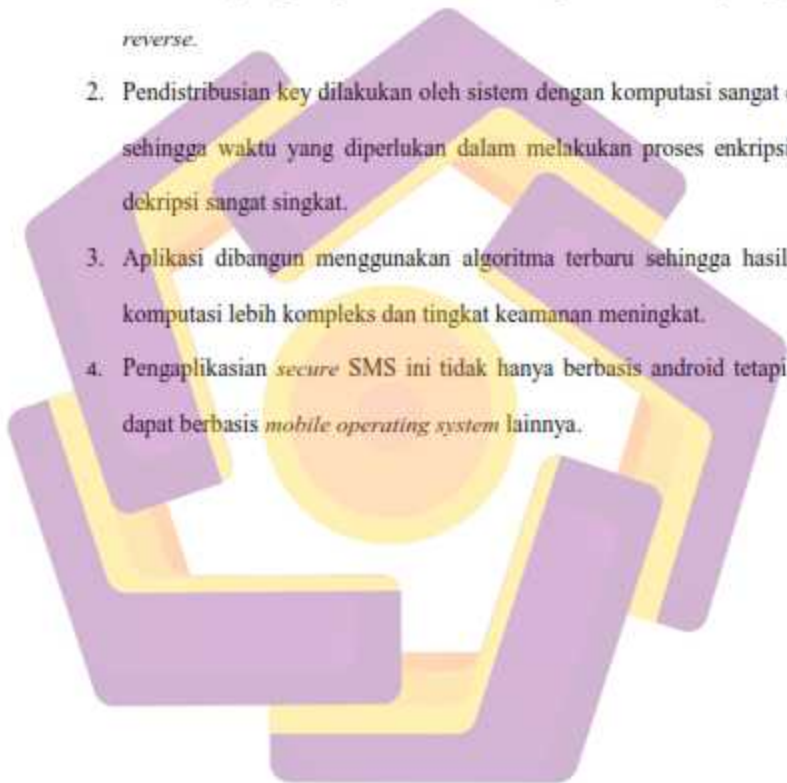 reverse.
2. Pendistribusian key dilakukan oleh sistem dengan komputasi sangat
sehingga waktu yang diperlukan dalam melakukan proses enkripsi
dekripsi sangat singkat.
3. Aplikasi dibangun menggunakan algoritma terbaru sehingga hasil
komputasi lebih kompleks dan tingkat keamanan meningkat.
4. Pengaplikasian secure SMS ini tidak hanya berbasis android tetapi
dapat berbasis mobile operating system lainnya.